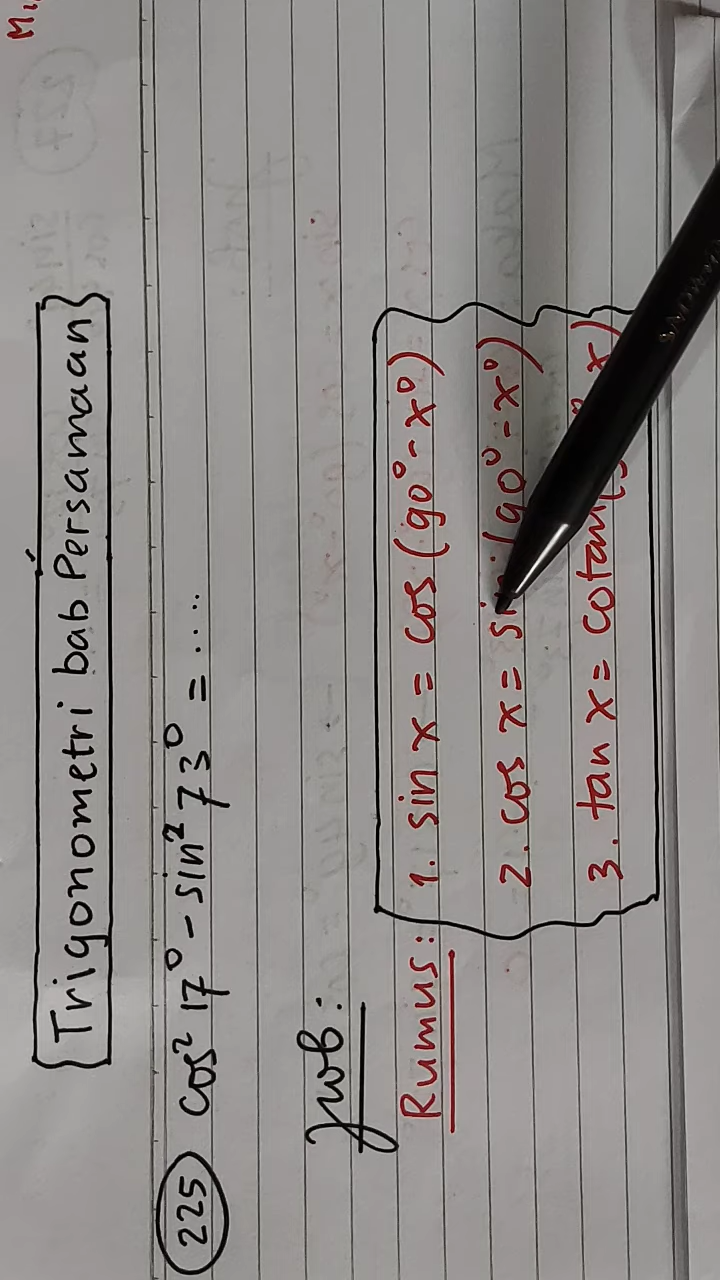 Trigonometri bab Persamaan
225 cos² 17° - sin² 73° = ....
Jwb:
Rumus: 1. sin x = cos (90° - x°)
2. cos x = sin (90° - x°)
3. tan x = cotan( x)